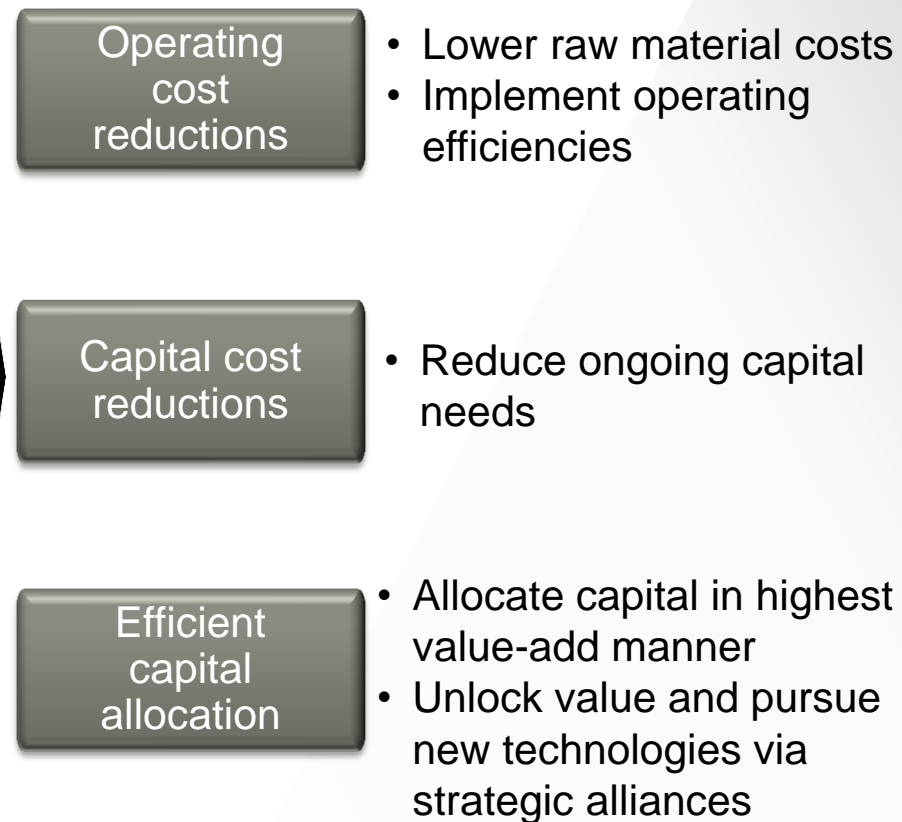 Operating
cost
reductions
• Lower raw material costs
• Implement operating
efficiencies
Capital cost
reductions
• Reduce ongoing capital
needs
Efficient
capital
allocation
• Allocate capital in highest
value-add manner
• Unlock value and pursue
new technologies via
strategic alliances